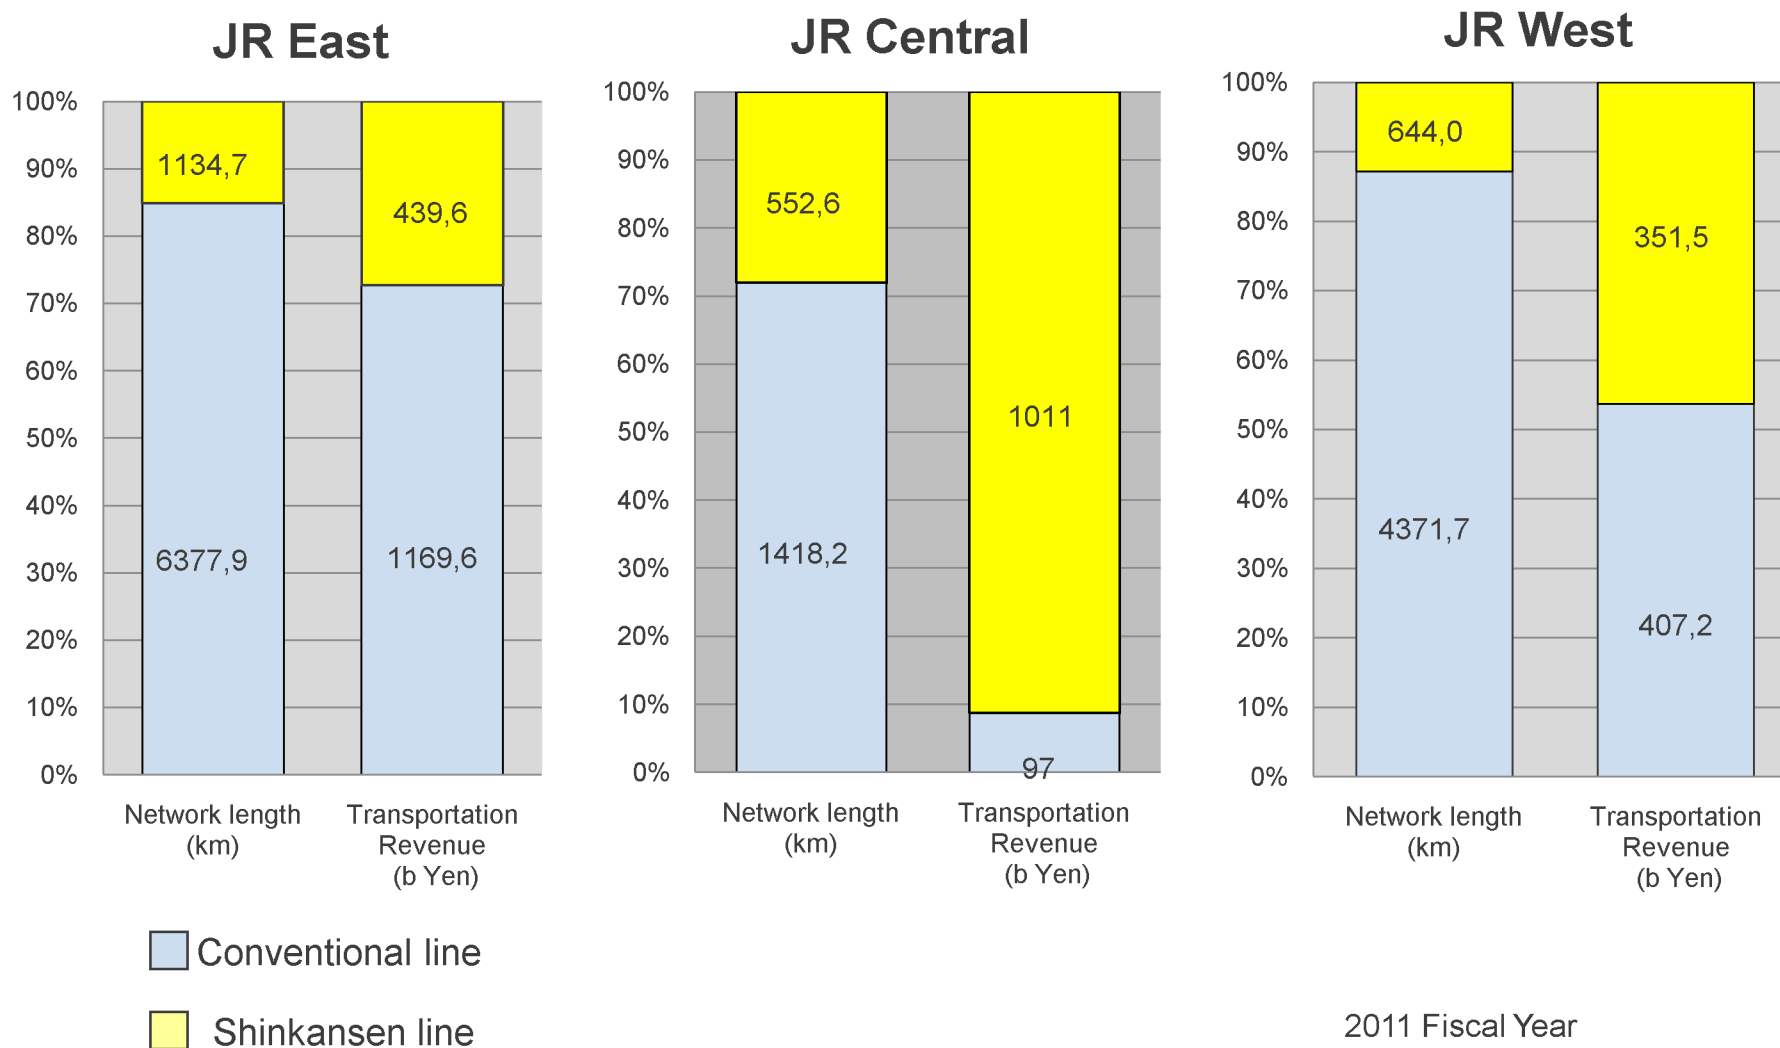 JR East
100%
90%
80%
70%
60%
50%
40%
30%
20%
10%
0%
1134,7
439,6
6377,9
1169,6
Network length
(km)
Transportation
Revenue
(b Yen)
JR Central
100%
90%
80%
70%
60%
50%
40%
30%
20%
10%
0%
552,6
1011
1418,2
97
Network length
(km)
Transportation
Revenue
(b Yen)
JR West
100%
90%
80%
70%
60%
50%
40%
30%
20%
10%
0%
644,0
351,5
4371,7
407,2
Network length
(km)
Transportation
Revenue
(b Yen)
Conventional line
Shinkansen line
2011 Fiscal Year